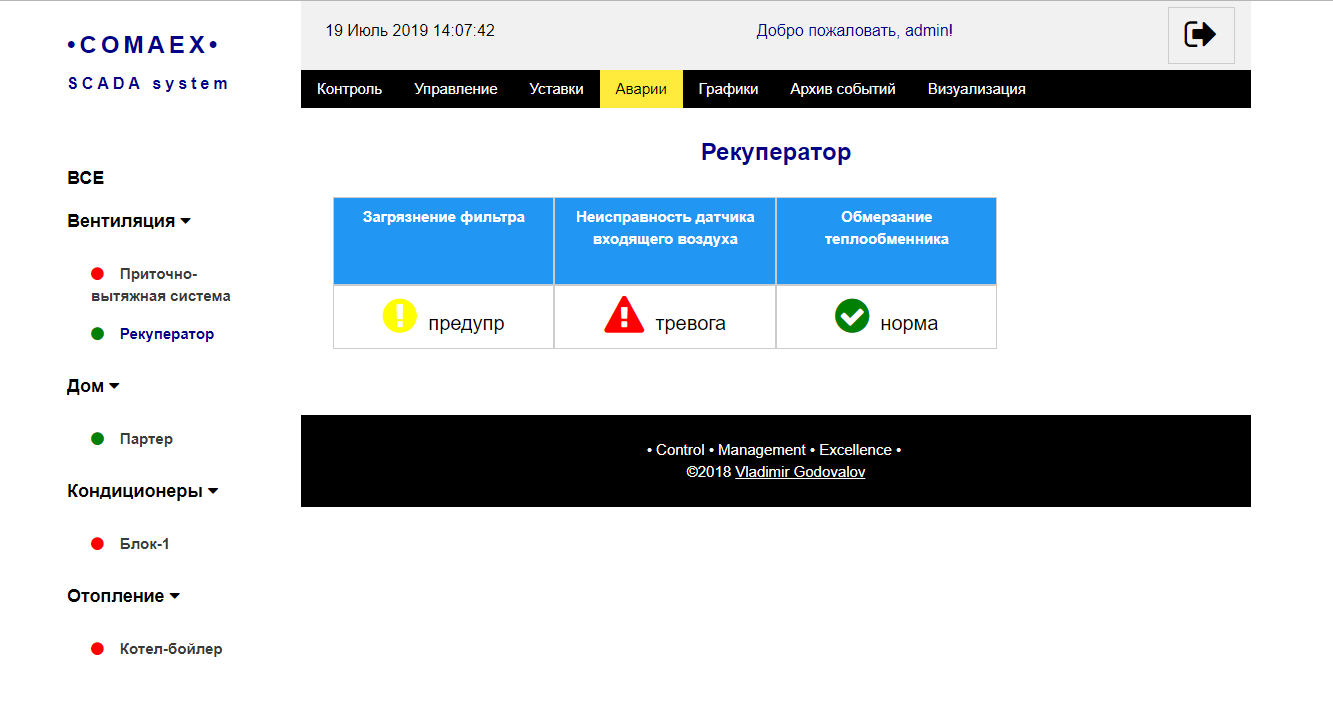 •COMAEX•
SCADA system
ВСЕ
Вентиляция
Приточно-
вытяжная система
Рекуператор
Дом
Партер
Кондиционеры
Блок-1
Отопление
Котел-бойлер
19 Июль 2019 14:07:42
Добро пожаловать, admin!
Контроль Управление Уставки Аварии Графики Архив событий Визуализация
Рекуператор
Загрязнение фильтра
Неисправность датчика
входящего воздуха
Обмерзание
теплообменника
предупр
тревога
норма
• Control • Management • Excellence •
©2018 Vladimir Godovalov